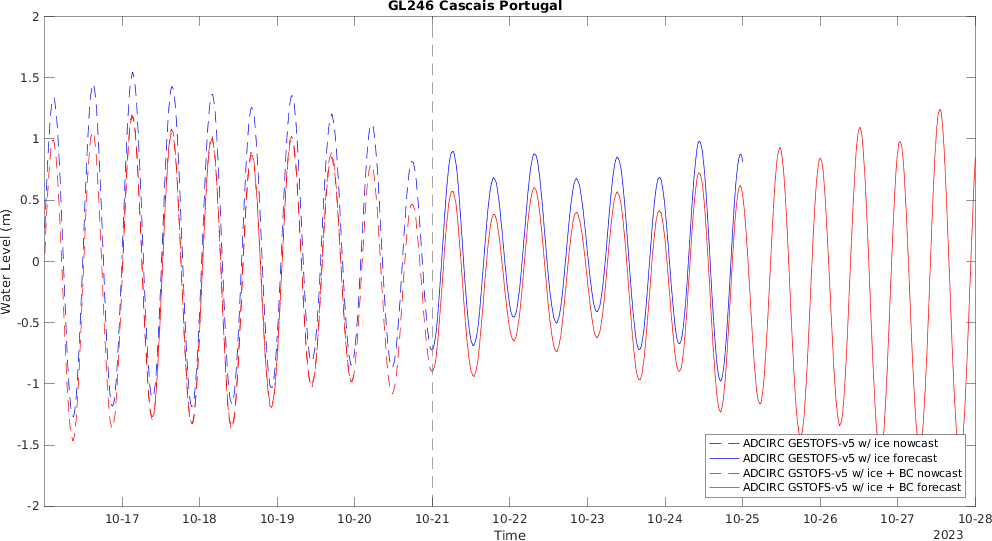 GL246 Cascais Portugal
2
1.5
1
0.5
0
-0.5
-1
-1.5
-2
Water Level (m)
10-17 10-18 10-19 10-20 10-21 10-22 10-23 10-24 10-25 10-26 10-27 10-28
Time
2023
ADCIRC GESTOFS-v5 w/ ice nowcast
ADCIRC GESTOFS-v5 w/ ice forecast
ADCIRC GSTOFS-v5 w/ ice + BC nowcast
ADCIRC GSTOFS-v5 w/ ice + BC forecast